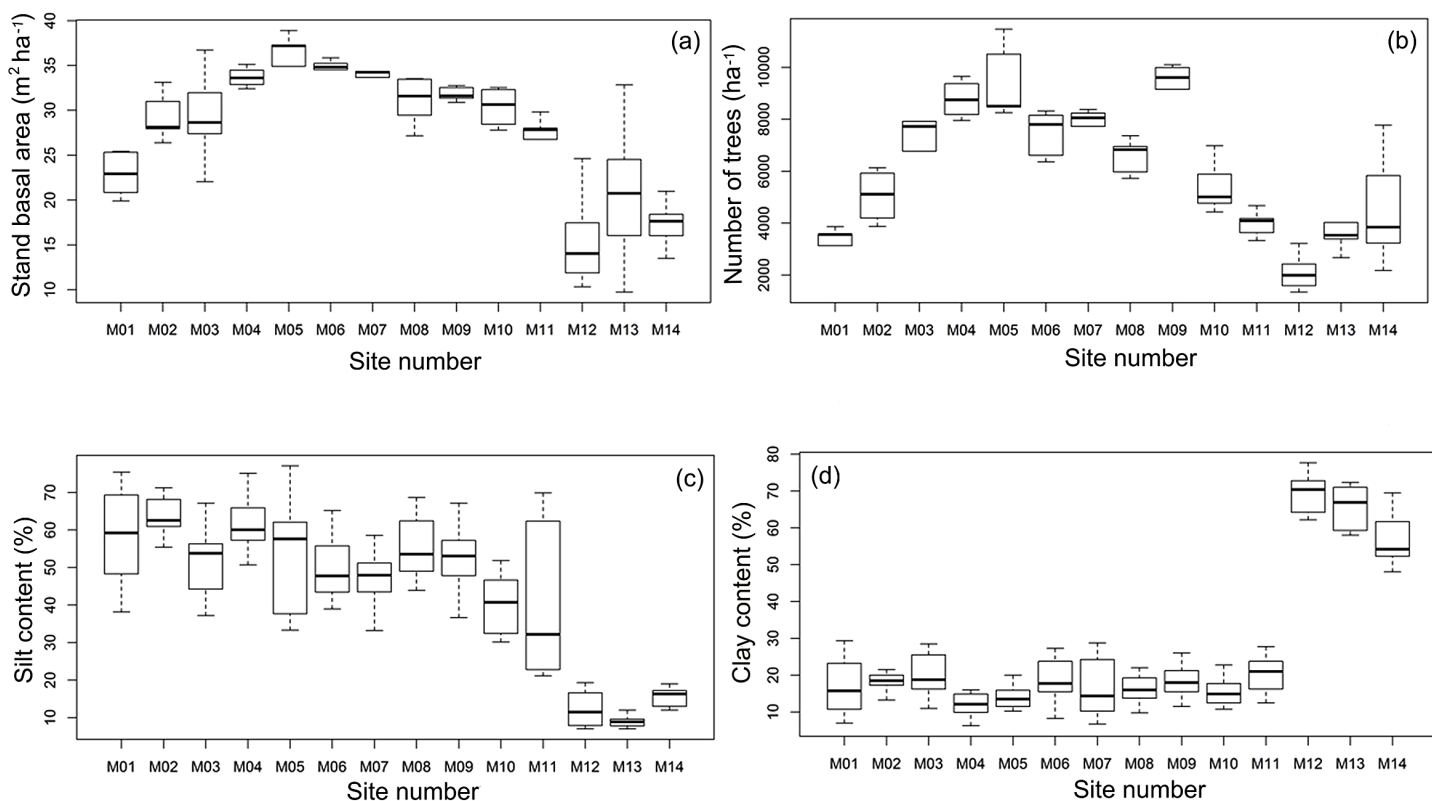 (a)
Stand basal area (m² ha⁻¹)
40
35
30
25
20
15
10
M01 M02 M03 M04 M05 M06 M07 M08 M09 M10 M11 M12 M13 M14
Site number
(b)
Number of trees (ha⁻¹)
10000
8000
6000
4000
2000
M01 M02 M03 M04 M05 M06 M07 M08 M09 M10 M11 M12 M13 M14
Site number
(c)
Silt content (%)
70
60
50
40
30
20
10
M01 M02 M03 M04 M05 M06 M07 M08 M09 M10 M11 M12 M13 M14
Site number
(d)
Clay content (%)
80
70
60
50
40
30
20
10
M01 M02 M03 M04 M05 M06 M07 M08 M09 M10 M11 M12 M13 M14
Site number